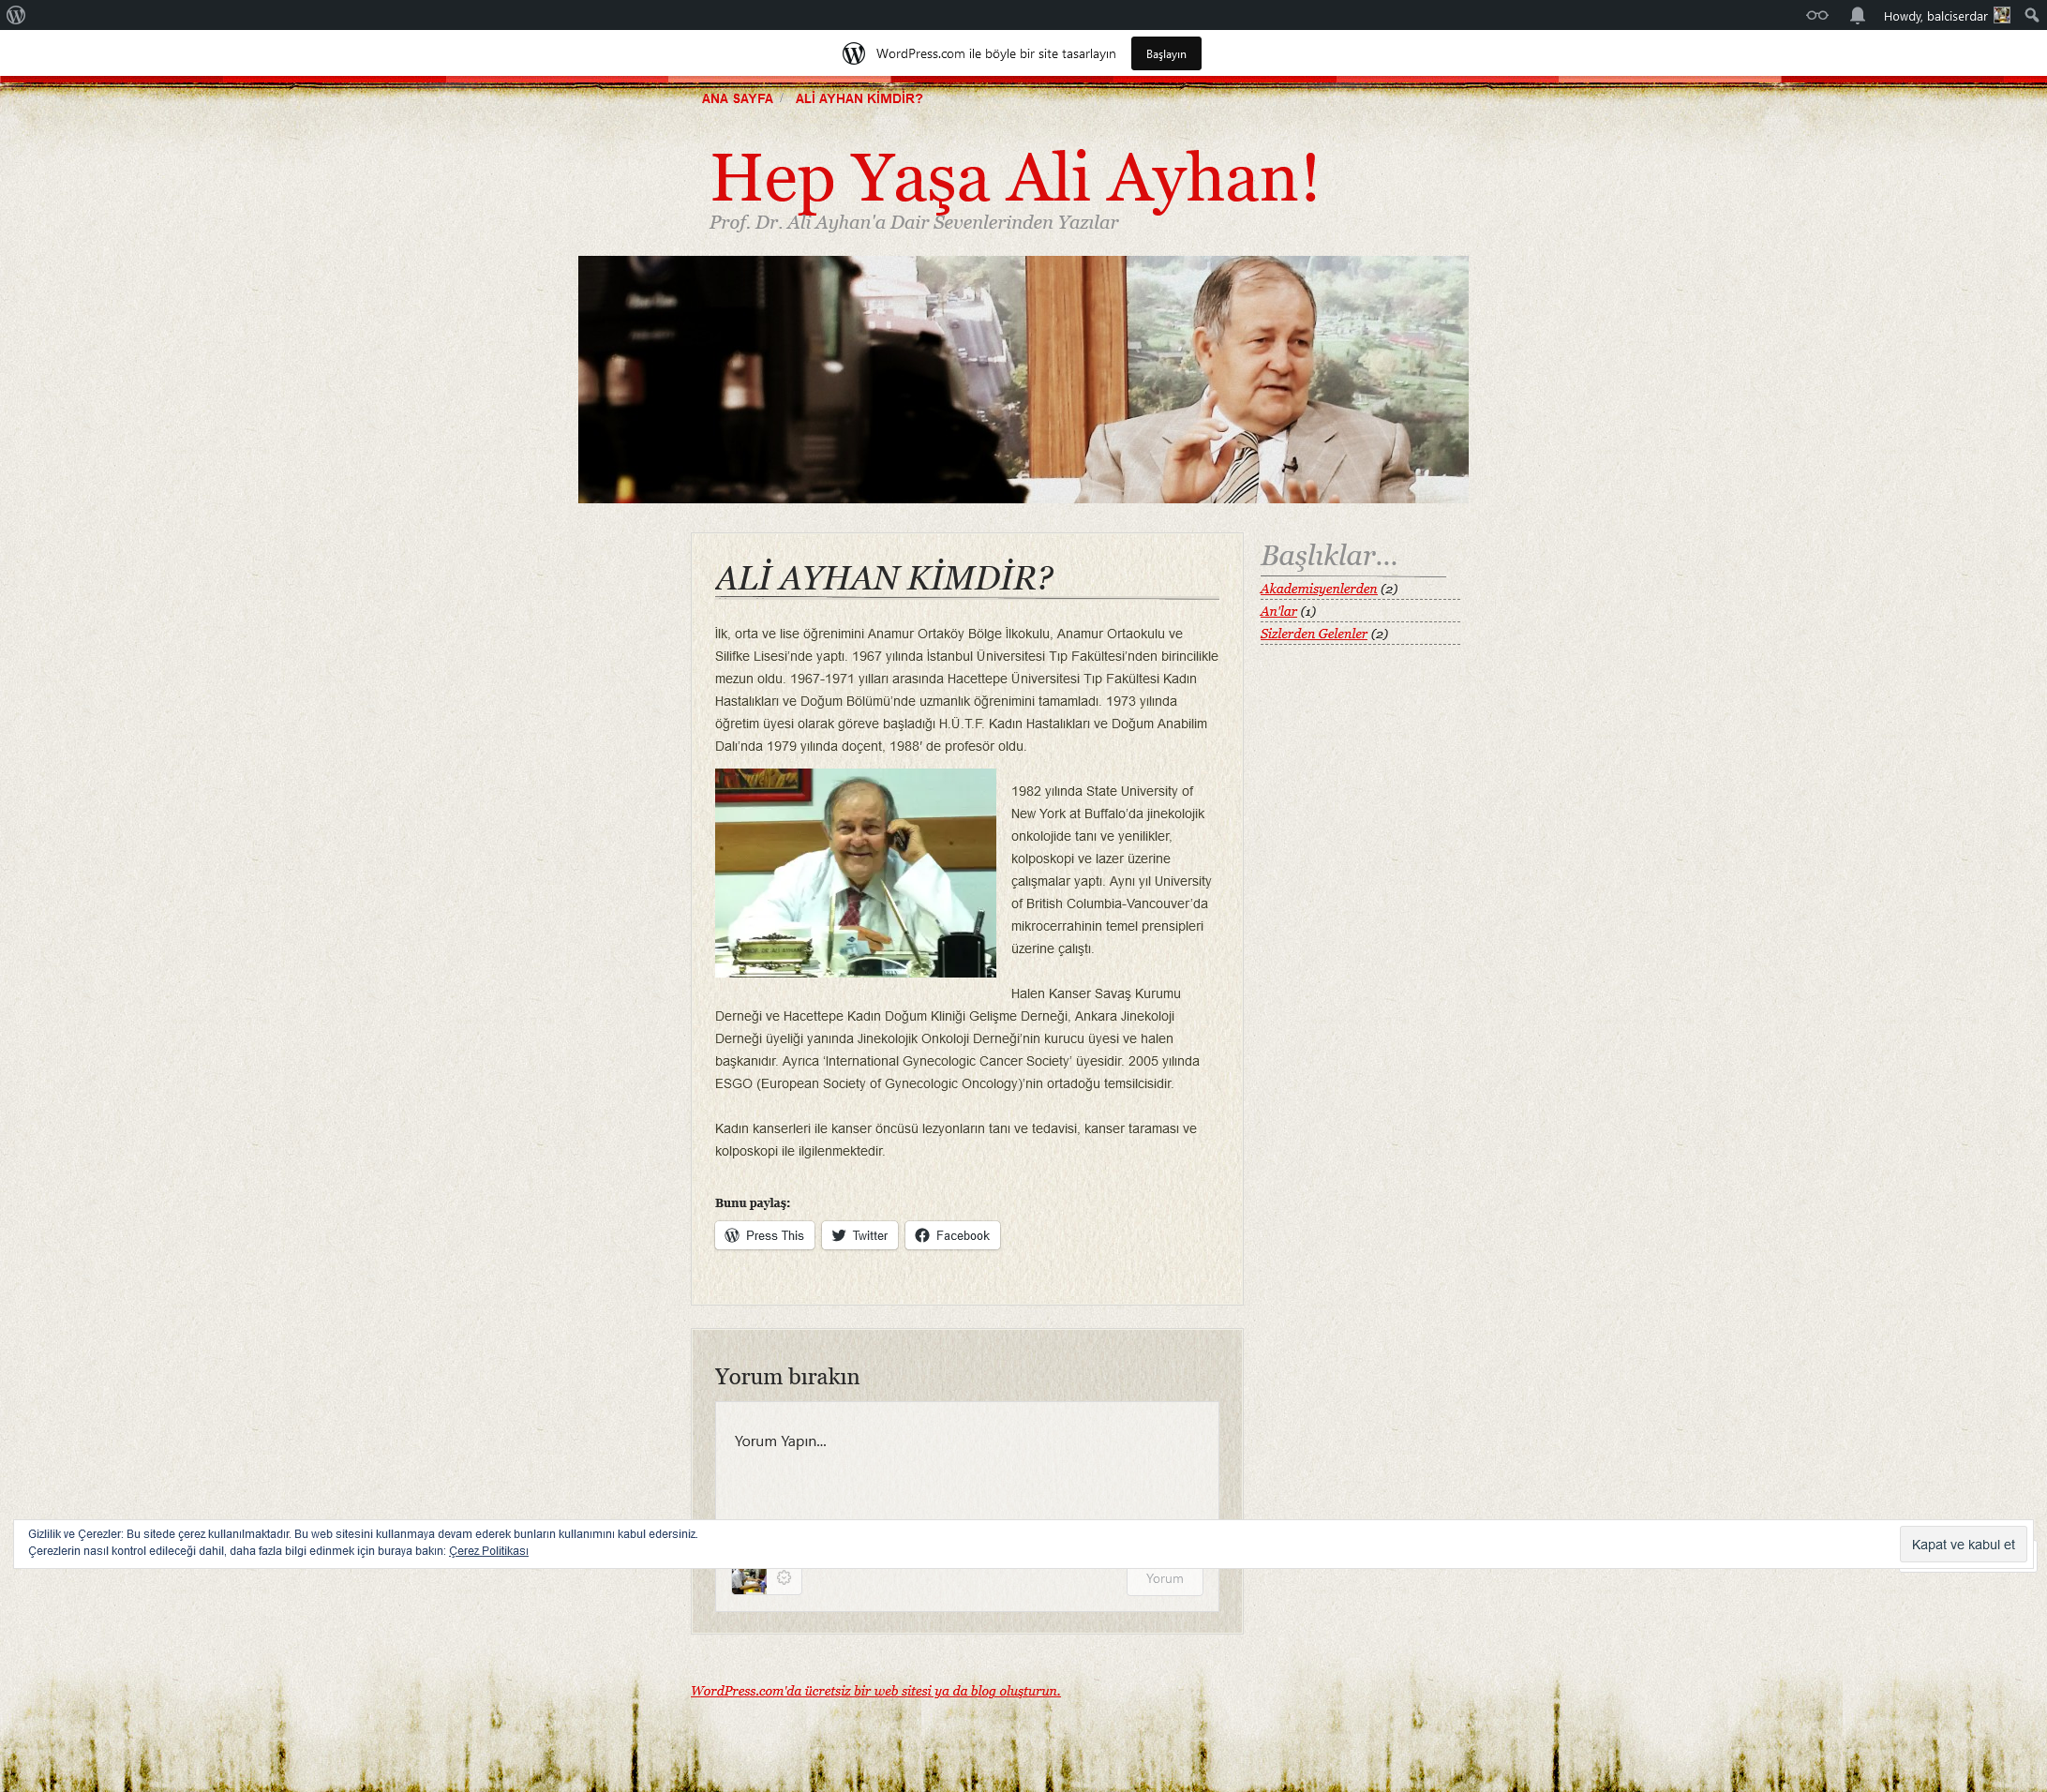 Howdy, balciserdar
WordPress.com ile böyle bir site tasarlayın
Başlayın
ANA SAYFA / ALİ AYHAN KİMDİR?
Hep Yaşa Ali Ayhan!
Prof. Dr. Ali Ayhan'a Dair Sevenlerinden Yazılar
ALİ AYHAN KİMDİR?
İlk, orta ve lise öğrenimini Anamur Ortaköy Bölge İlkokulu, Anamur Ortaokulu ve
Silifke Lisesi’nde yaptı. 1967 yılında İstanbul Üniversitesi Tıp Fakültesi’nden birincilikle
mezun oldu. 1967-1971 yılları arasında Hacettepe Üniversitesi Tıp Fakültesi Kadın
Hastalıkları ve Doğum Bölümü’nde uzmanlık öğrenimini tamamladı. 1973 yılında
öğretim üyesi olarak göreve başladığı H.Ü.T.F. Kadın Hastalıkları ve Doğum Anabilim
Dalı’nda 1979 yılında doçent, 1988′ de profesör oldu.
1982 yılında State University of
New York at Buffalo’da jinekolojik
onkolojide tanı ve yenilikler,
kolposkopi ve lazer üzerine
çalışmalar yaptı. Aynı yıl University
of British Columbia-Vancouver’da
mikrocerrahinin temel prensipleri
üzerine çalıştı.
PROF. DR. ALİ AYHAN
Halen Kanser Savaş Kurumu
Derneği ve Hacettepe Kadın Doğum Kliniği Gelişme Derneği, Ankara Jinekoloji
Derneği üyeliği yanında Jinekolojik Onkoloji Derneği’nin kurucu üyesi ve halen
başkanıdır. Ayrıca ‘International Gynecologic Cancer Society’ üyesidir. 2005 yılında
ESGO (European Society of Gynecologic Oncology)’nin ortadoğu temsilcisidir.
Kadın kanserleri ile kanser öncüsü lezyonların tanı ve tedavisi, kanser taraması ve
kolposkopi ile ilgilenmektedir.
Bunu paylaş:
Press This
Twitter
Facebook
Başlıklar...
Akademisyenlerden (2)
An'lar (1)
Sizlerden Gelenler (2)
Yorum bırakın
Yorum Yapın...
Gizlilik ve Çerezler: Bu sitede çerez kullanılmaktadır. Bu web sitesini kullanmaya devam ederek bunların kullanımını kabul edersiniz.
Çerezlerin nasıl kontrol edileceği dahil, daha fazla bilgi edinmek için buraya bakın: Çerez Politikası
Kapat ve kabul et
Yorum
WordPress.com'da ücretsiz bir web sitesi ya da blog oluşturun.